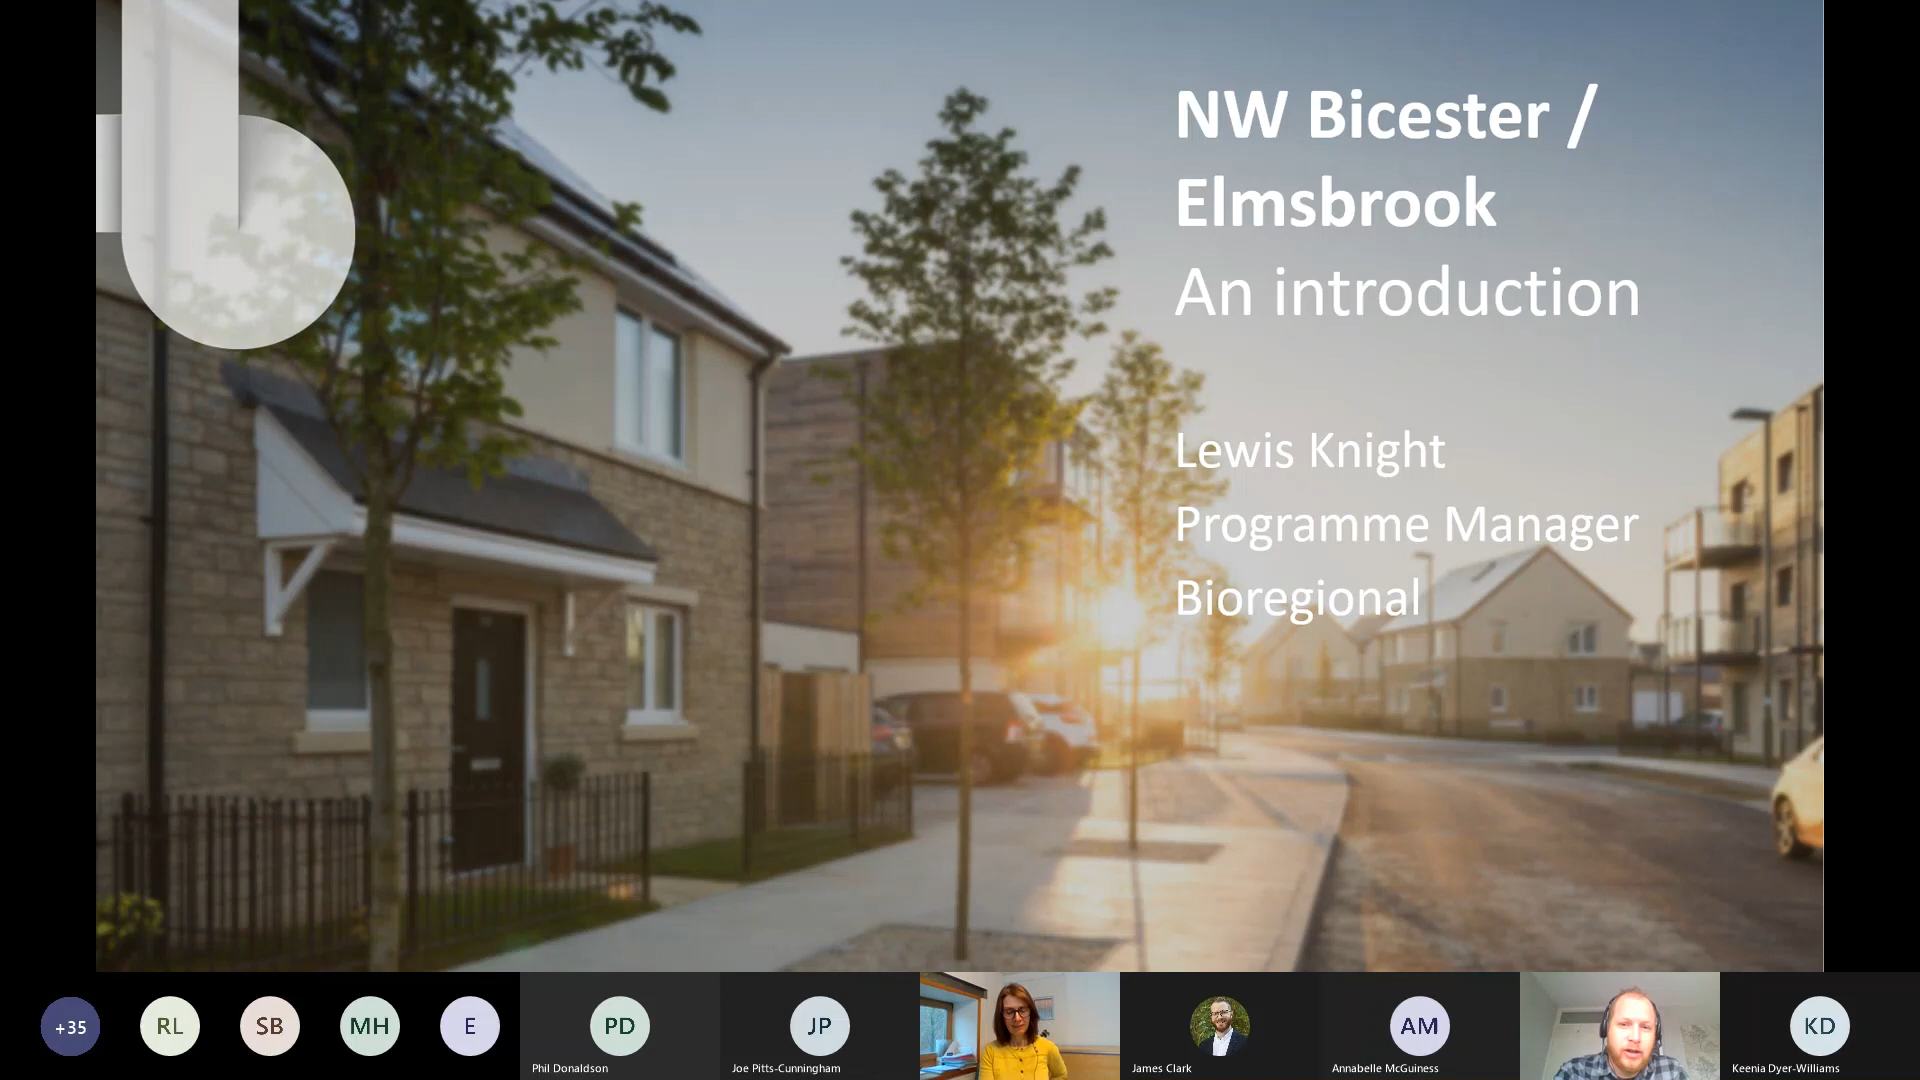 NW Bicester /
Elmsbrook
An introduction
Lewis Knight
Programme Manager
Bioregional
+35
RL
SB
MH
E
PD
Phil Donaldson
JP
Joe Pitts-Cunningham
James Clark
AM
Annabelle McGuiness
KD
Keenia Dyer-Williams